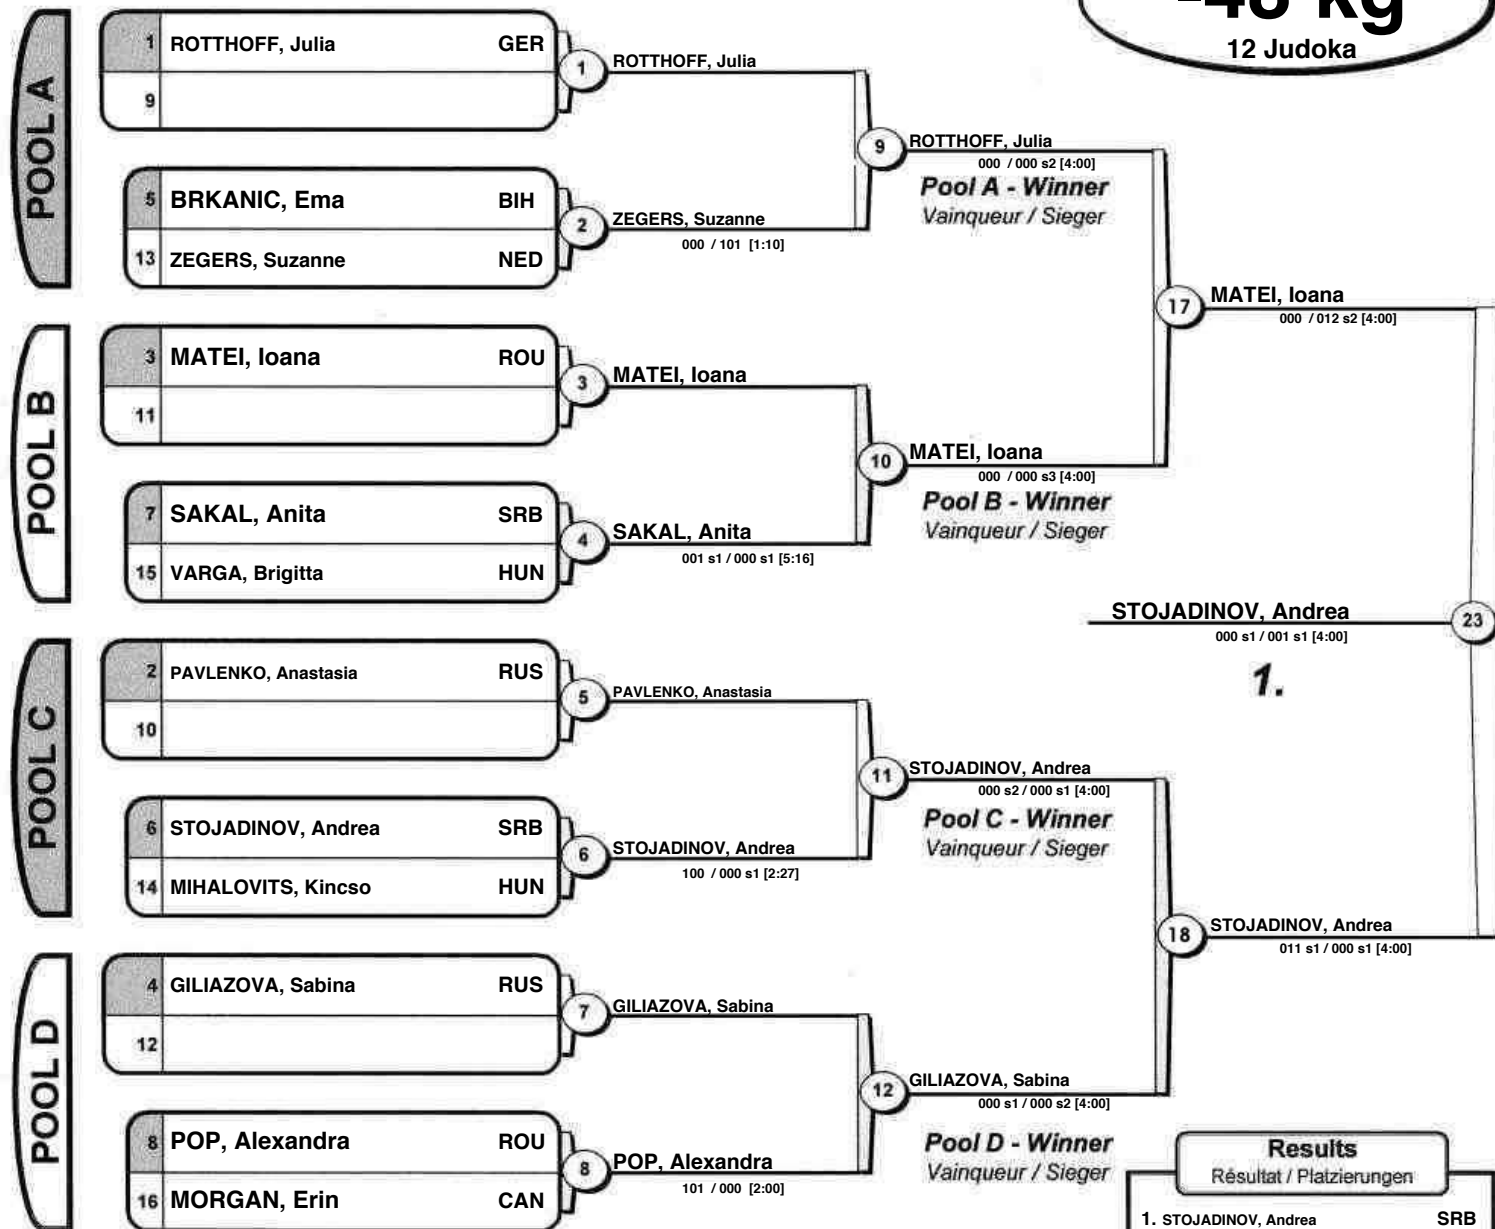 -48 kg
12 Judoka
POOL A
1 ROTTHOFF, Julia GER
9
1 ROTTHOFF, Julia
5 BRKANIC, Ema BIH
13 ZEGERS, Suzanne NED
2 ZEGERS, Suzanne
000 / 101 [1:10]
9 ROTTHOFF, Julia
000 / 000 s2 [4:00]
Pool A - Winner
Vainqueur / Sieger
POOL B
3 MATEI, Ioana ROU
11
3 MATEI, Ioana
7 SAKAL, Anita SRB
15 VARGA, Brigitta HUN
4 SAKAL, Anita
001 s1 / 000 s1 [5:16]
10 MATEI, Ioana
000 / 000 s3 [4:00]
Pool B - Winner
Vainqueur / Sieger
17 MATEI, Ioana
000 / 012 s2 [4:00]
STOJADINOV, Andrea 23
000 s1 / 001 s1 [4:00]
1.
POOL C
2 PAVLENKO, Anastasia RUS
10
5 PAVLENKO, Anastasia
6 STOJADINOV, Andrea SRB
14 MIHALOVITS, Kincso HUN
6 STOJADINOV, Andrea
100 / 000 s1 [2:27]
11 STOJADINOV, Andrea
000 s2 / 000 s1 [4:00]
Pool C - Winner
Vainqueur / Sieger
18 STOJADINOV, Andrea
011 s1 / 000 s1 [4:00]
POOL D
4 GILIAZOVA, Sabina RUS
12
7 GILIAZOVA, Sabina
8 POP, Alexandra ROU
16 MORGAN, Erin CAN
8 POP, Alexandra
101 / 000 [2:00]
12 GILIAZOVA, Sabina
000 s1 / 000 s2 [4:00]
Pool D - Winner
Vainqueur / Sieger
Results
Résultat / Platzierungen
1. STOJADINOV, Andrea SRB